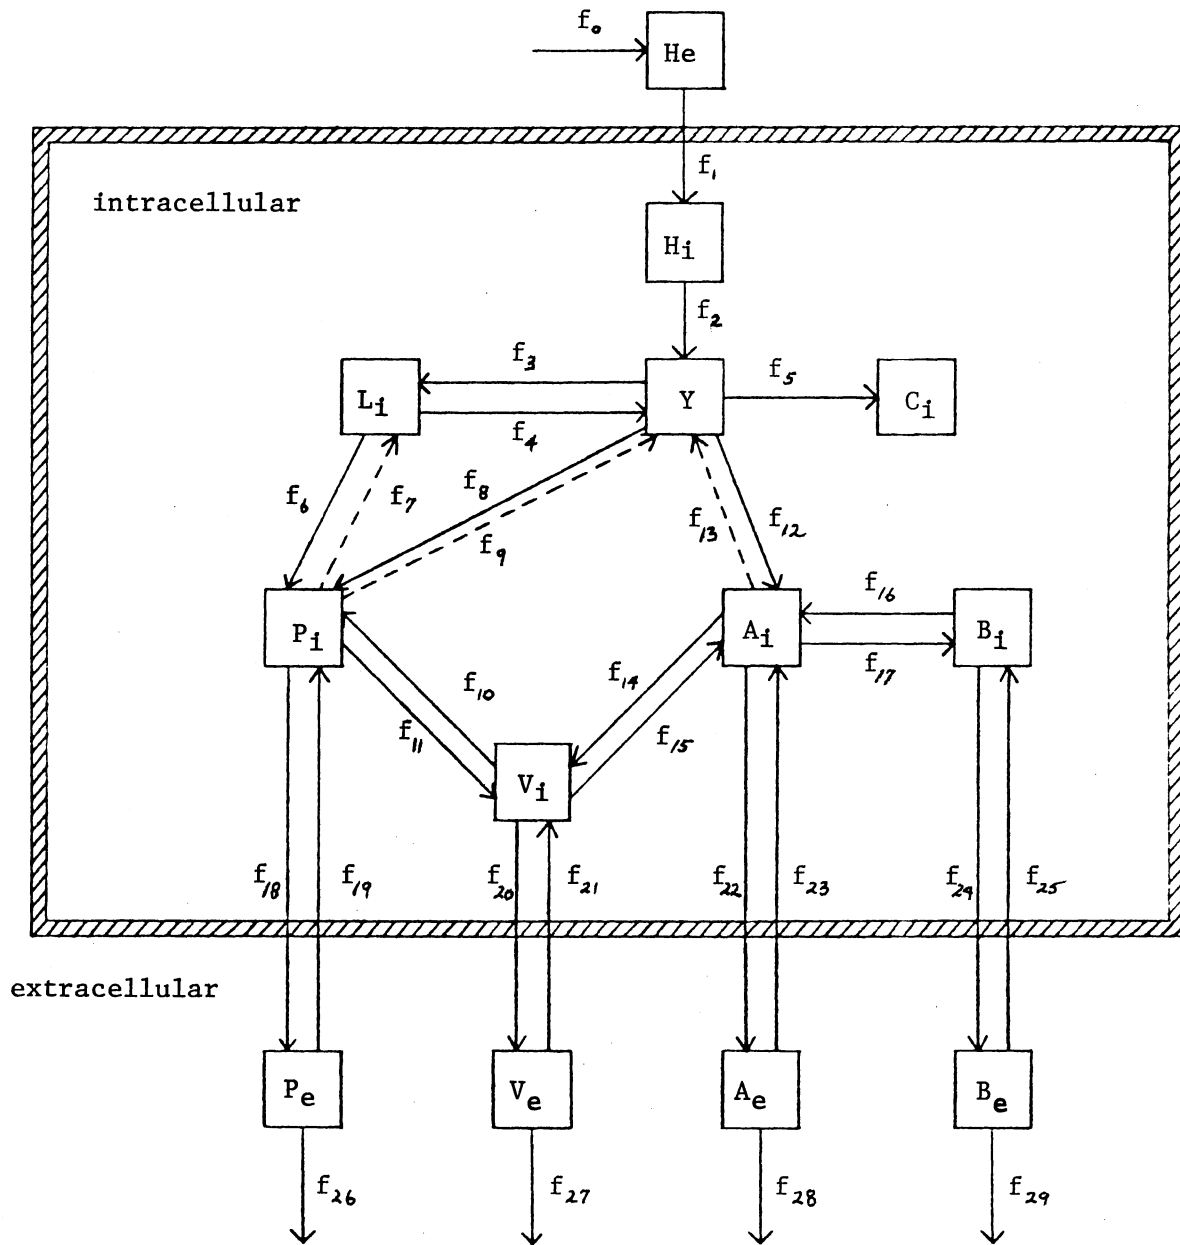 f₀
He
f₁
intracellular
Hᵢ
f₂
f₃
f₅
Lᵢ
Y
Cᵢ
f₄
f₆
f₇
f₈
f₉
f₁₃
f₁₂
f₁₆
Pᵢ
Aᵢ
Bᵢ
f₁₇
f₁₀
f₁₄
f₁₁
f₁₅
Vᵢ
f₁₈
f₁₉
f₂₀
f₂₁
f₂₂
f₂₃
f₂₄
f₂₅
extracellular
Pₑ
Vₑ
Aₑ
Bₑ
f₂₆
f₂₇
f₂₈
f₂₉